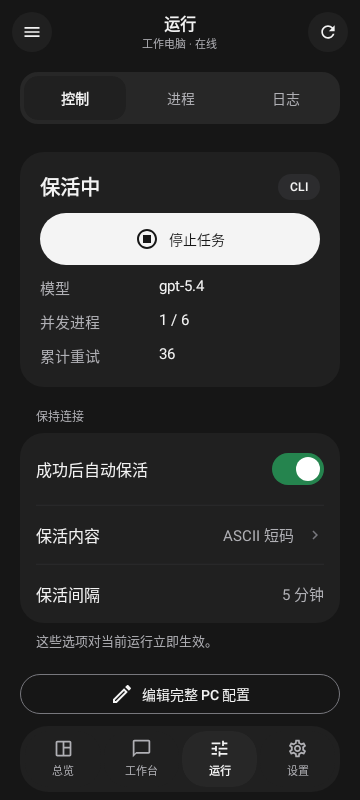 运行
工作电脑 · 在线
控制
进程
日志
保活中
CLI
停止任务
模型
gpt-5.4
并发进程
1 / 6
累计重试
36
保持连接
成功后自动保活
保活内容
ASCII 短码
保活间隔
5 分钟
这些选项对当前运行立即生效。
编辑完整 PC 配置
总览
工作台
运行
设置